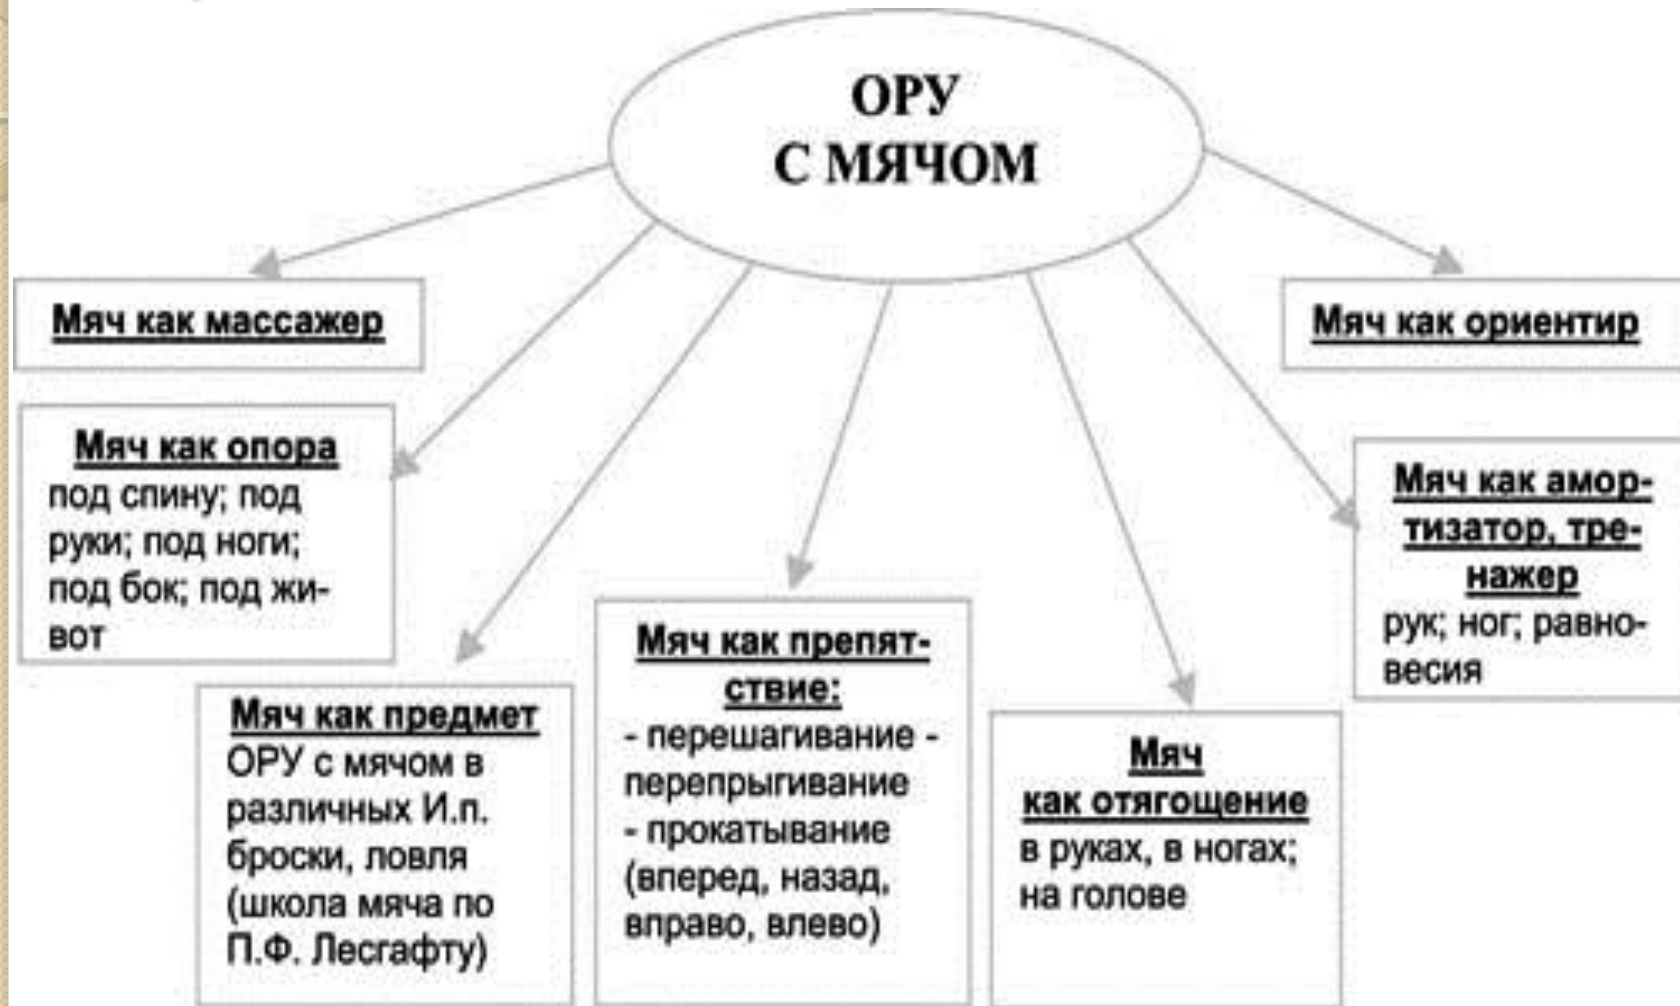 ОРУ
С МЯЧОМ
Мяч как массажер
Мяч как ориентир
Мяч как опора
под спину; под
руки; под ноги;
под бок; под жи-
вот
Мяч как амор-
тизатор, тре-
нажер
рук; ног; равно-
весия
Мяч как предмет
ОРУ с мячом в
различных И.п.
броски, ловля
(школа мяча по
П.Ф. Лесгафту)
Мяч как препят-
ствие:
- перешагивание -
перепрыгивание
- прокатывание
(вперед, назад,
вправо, влево)
Мяч
как отягощение
в руках, в ногах;
на голове